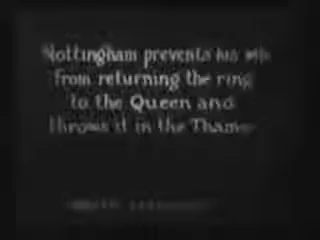 Nottingham prevents his wife
from returning the ring
to the Queen and
throws it in the Thames